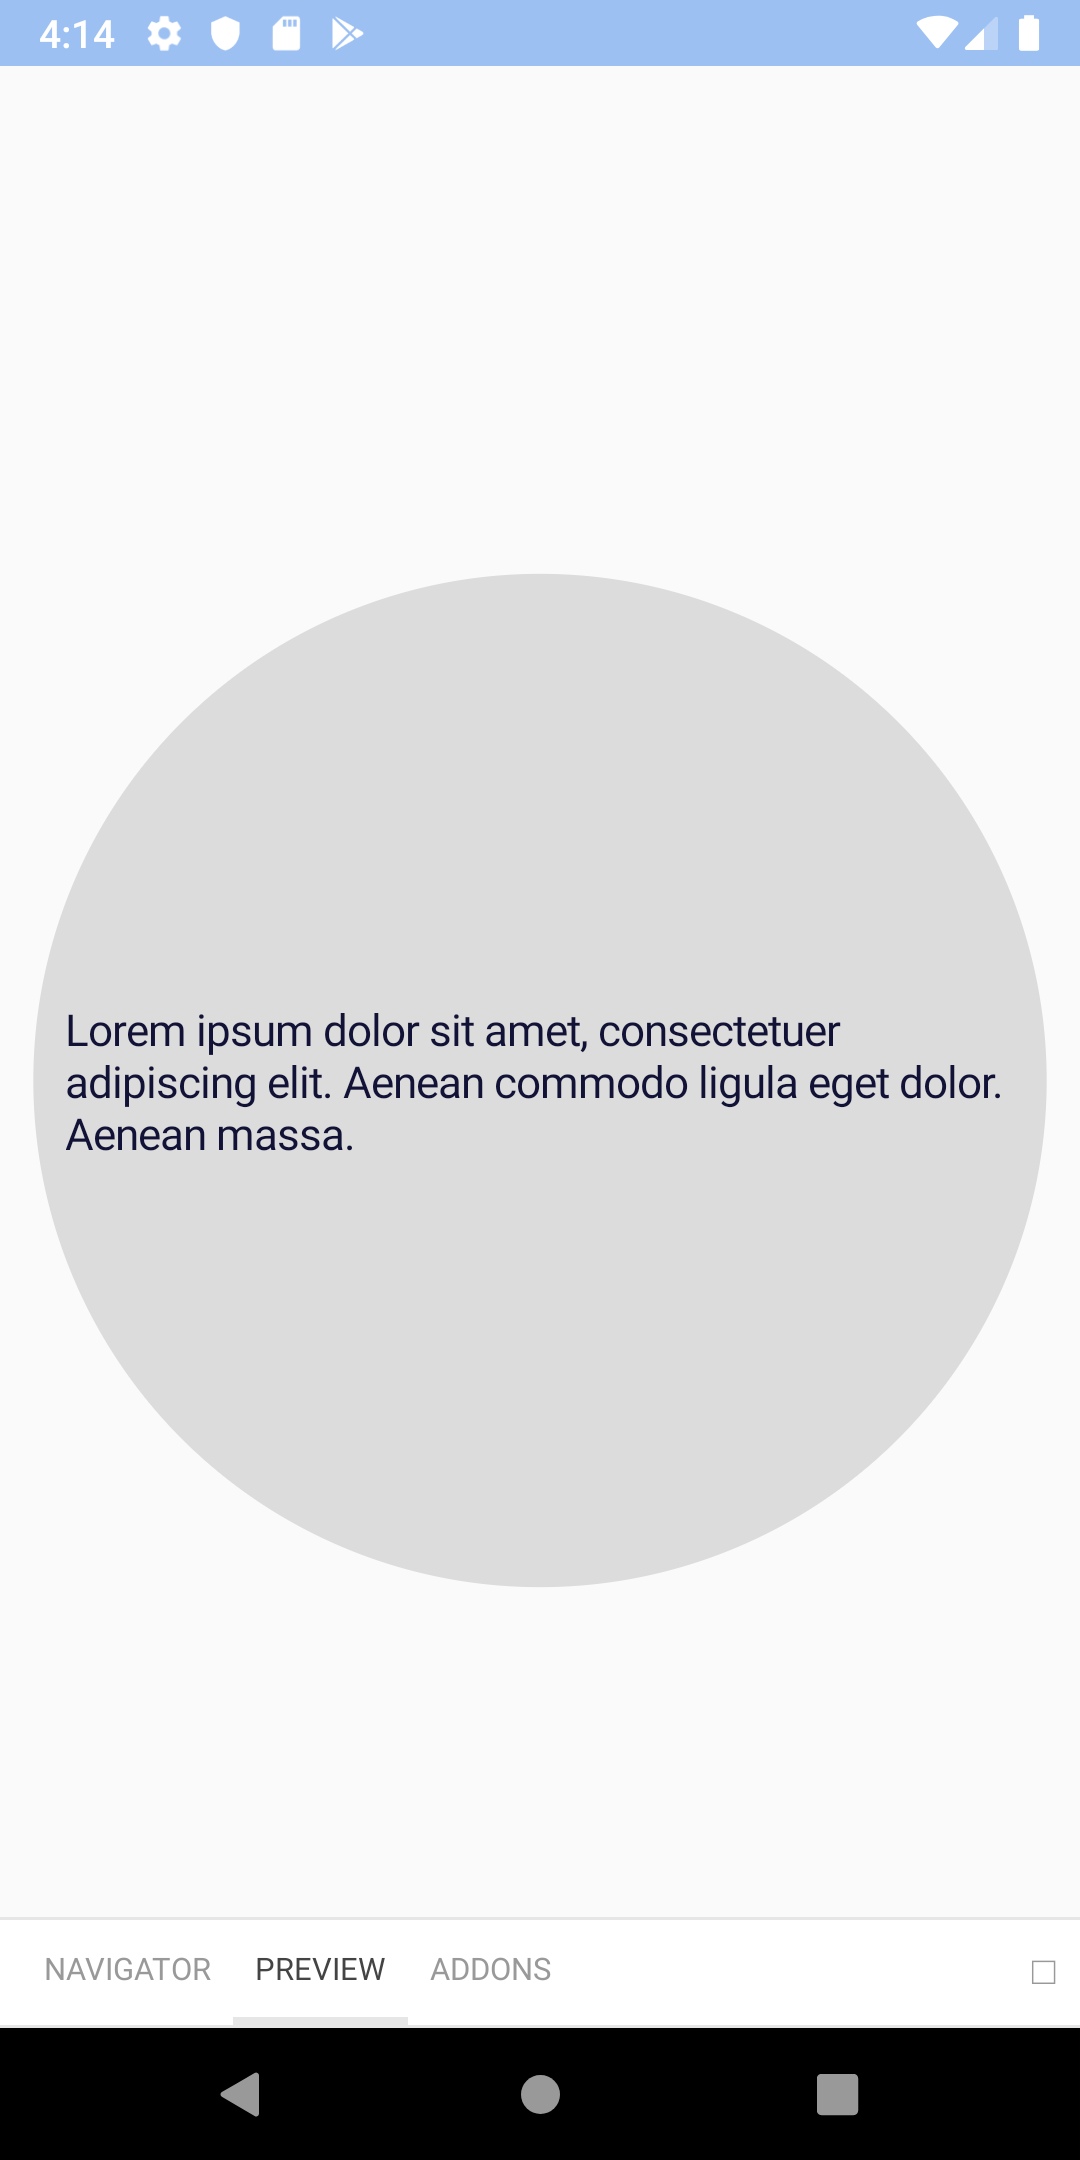 4:14
Lorem ipsum dolor sit amet, consectetuer
adipiscing elit. Aenean commodo ligula eget dolor.
Aenean massa.
NAVIGATOR PREVIEW ADDONS